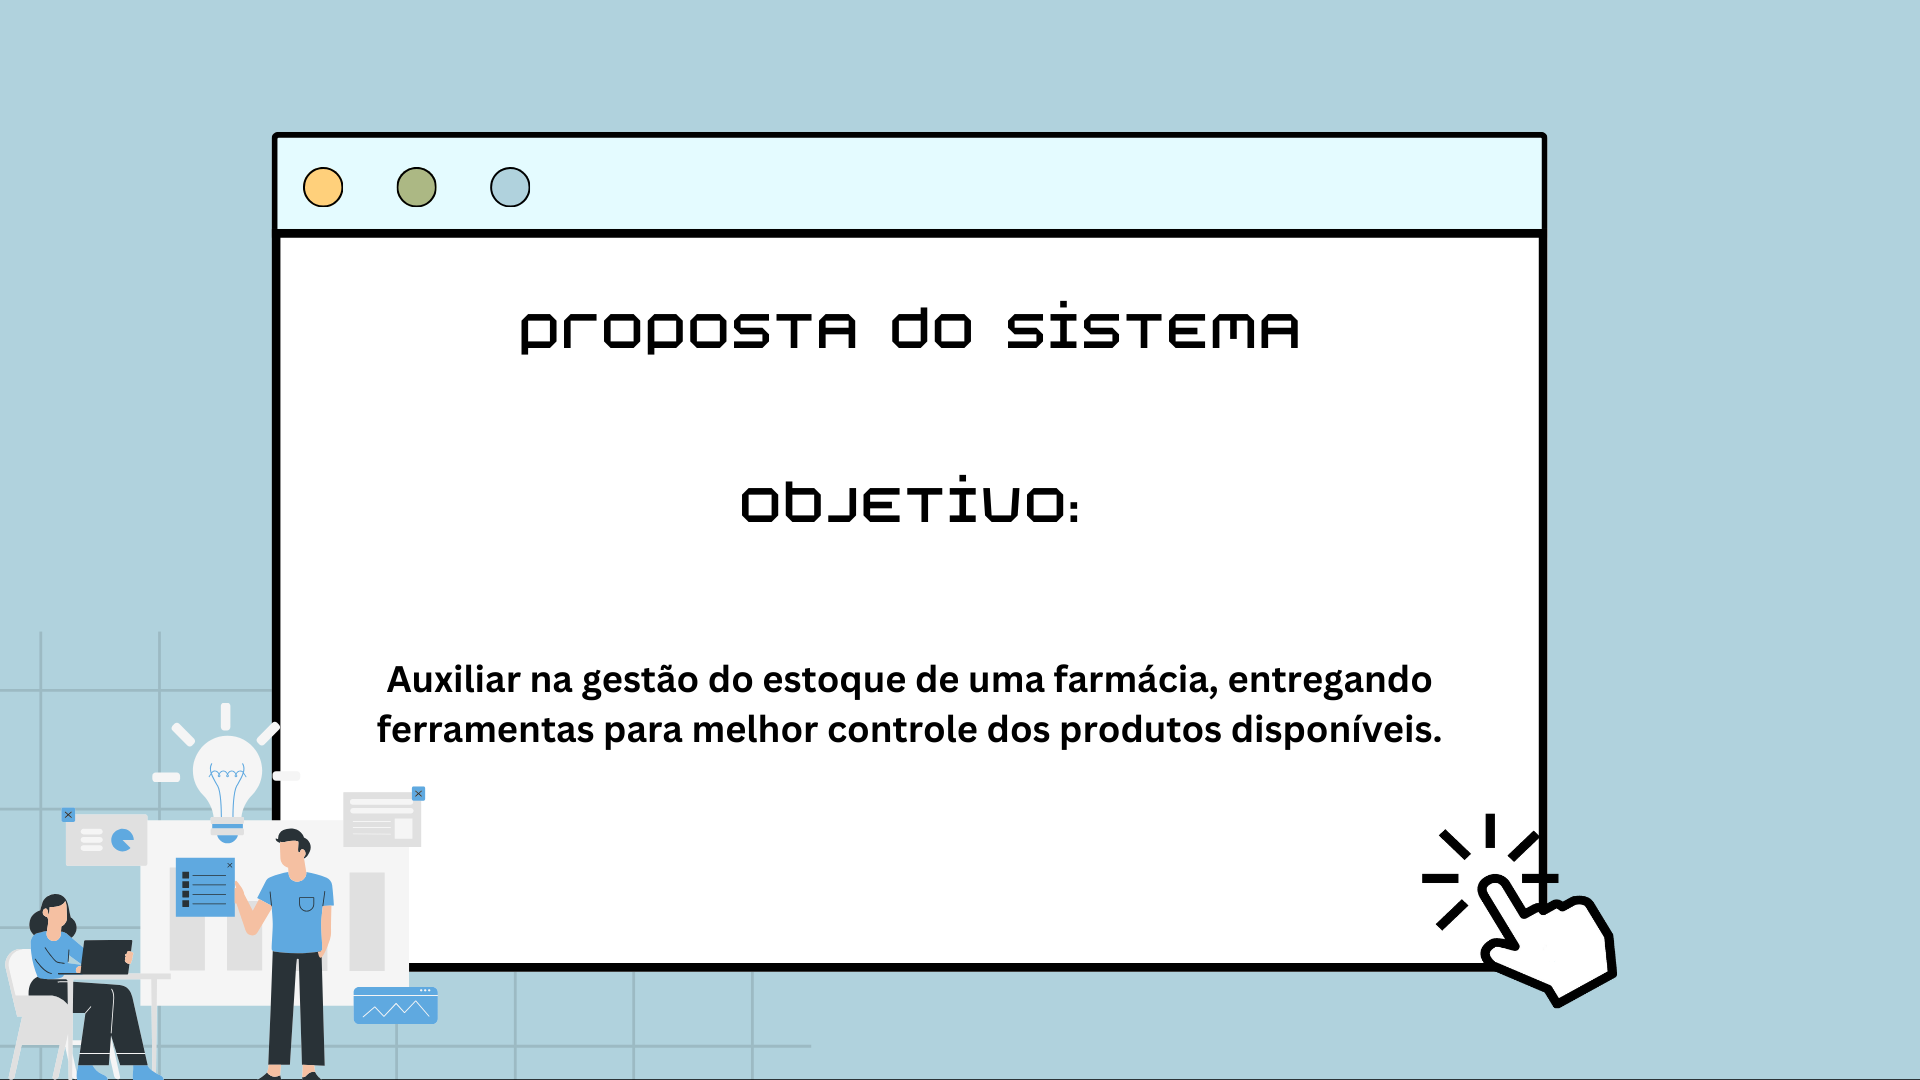 Proposta do Sistema
Objetivo:
Auxiliar na gestão do estoque de uma farmácia, entregando
ferramentas para melhor controle dos produtos disponíveis.